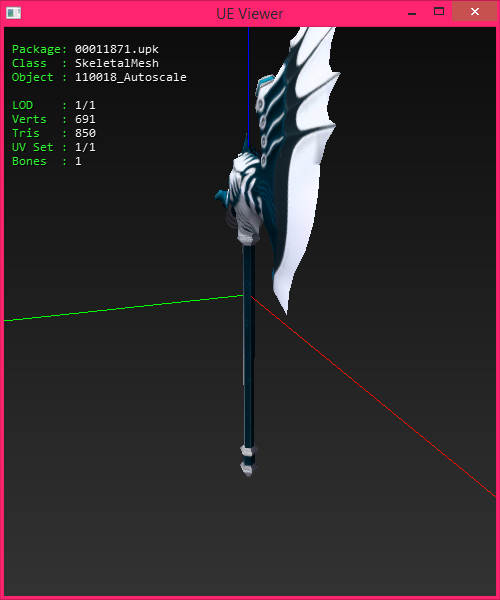 UE Viewer
Package: 00011871.upk
Class  : SkeletalMesh
Object : 110018_Autoscale
LOD    : 1/1
Verts  : 691
Tris   : 850
UV Set : 1/1
Bones  : 1